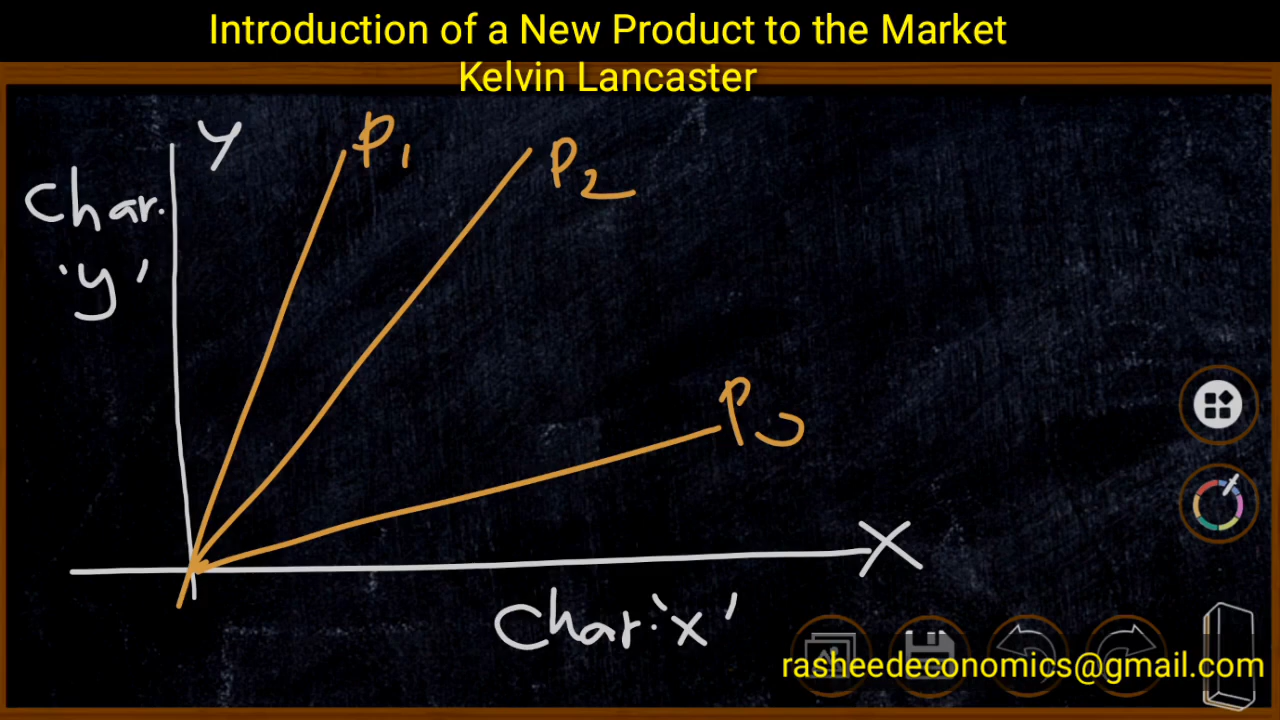 Introduction of a New Product to the Market
Kelvin Lancaster
Y
P1
P2
Char.
'y'
P3
X
Char. 'x'
rasheedeconomics@gmail.com